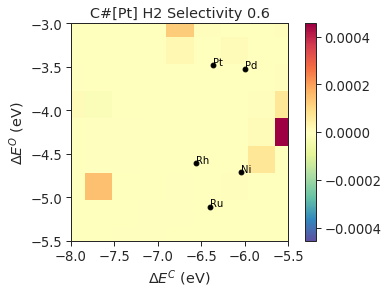 C#[Pt] H2 Selectivity 0.6
−3.0
−3.5
−4.0
−4.5
−5.0
−5.5
ΔE^O (eV)
Pt
Pd
Rh
Ni
Ru
−8.0 −7.5 −7.0 −6.5 −6.0 −5.5
ΔE^C (eV)
0.0004
0.0002
0.0000
−0.0002
−0.0004